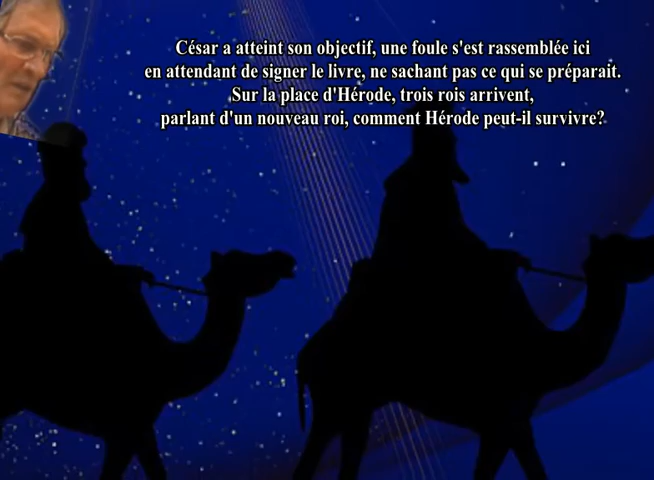 César a atteint son objectif, une foule s'est rassemblée ici
en attendant de signer le livre, ne sachant pas ce qui se préparait.
Sur la place d'Hérode, trois rois arrivent,
parlant d'un nouveau roi, comment Hérode peut-il survivre?